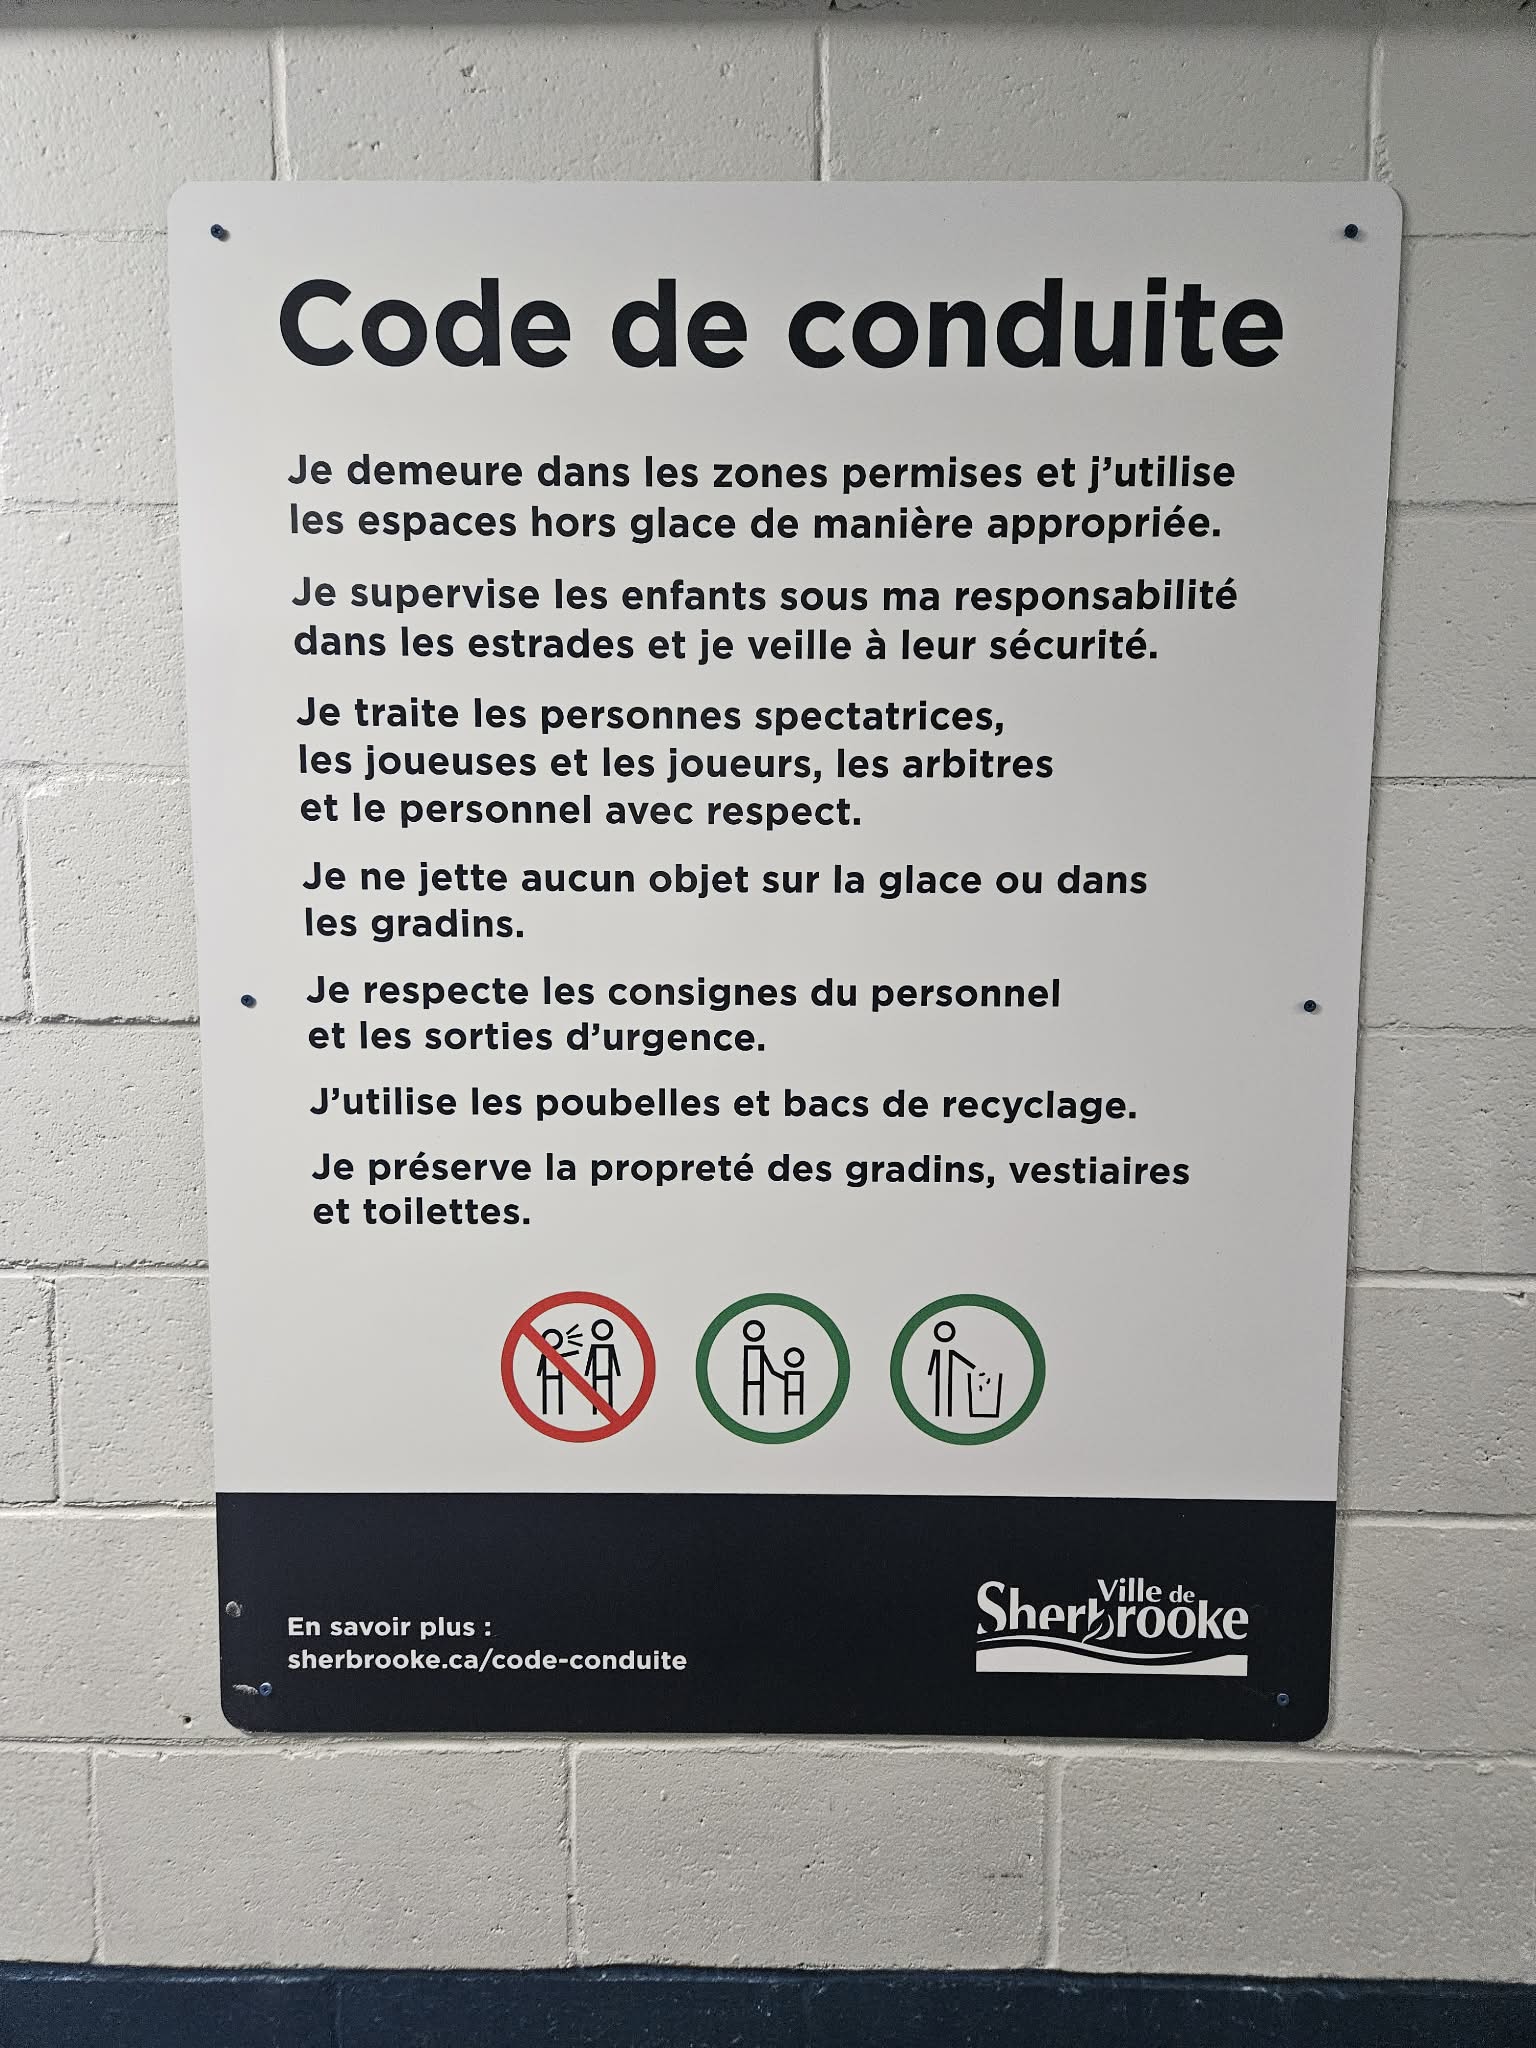 Code de conduite
Je demeure dans les zones permises et j’utilise
les espaces hors glace de manière appropriée.
Je supervise les enfants sous ma responsabilité
dans les estrades et je veille à leur sécurité.
Je traite les personnes spectatrices,
les joueuses et les joueurs, les arbitres
et le personnel avec respect.
Je ne jette aucun objet sur la glace ou dans
les gradins.
Je respecte les consignes du personnel
et les sorties d’urgence.
J’utilise les poubelles et bacs de recyclage.
Je préserve la propreté des gradins, vestiaires
et toilettes.
En savoir plus :
sherbrooke.ca/code-conduite
Ville de
Sherbrooke